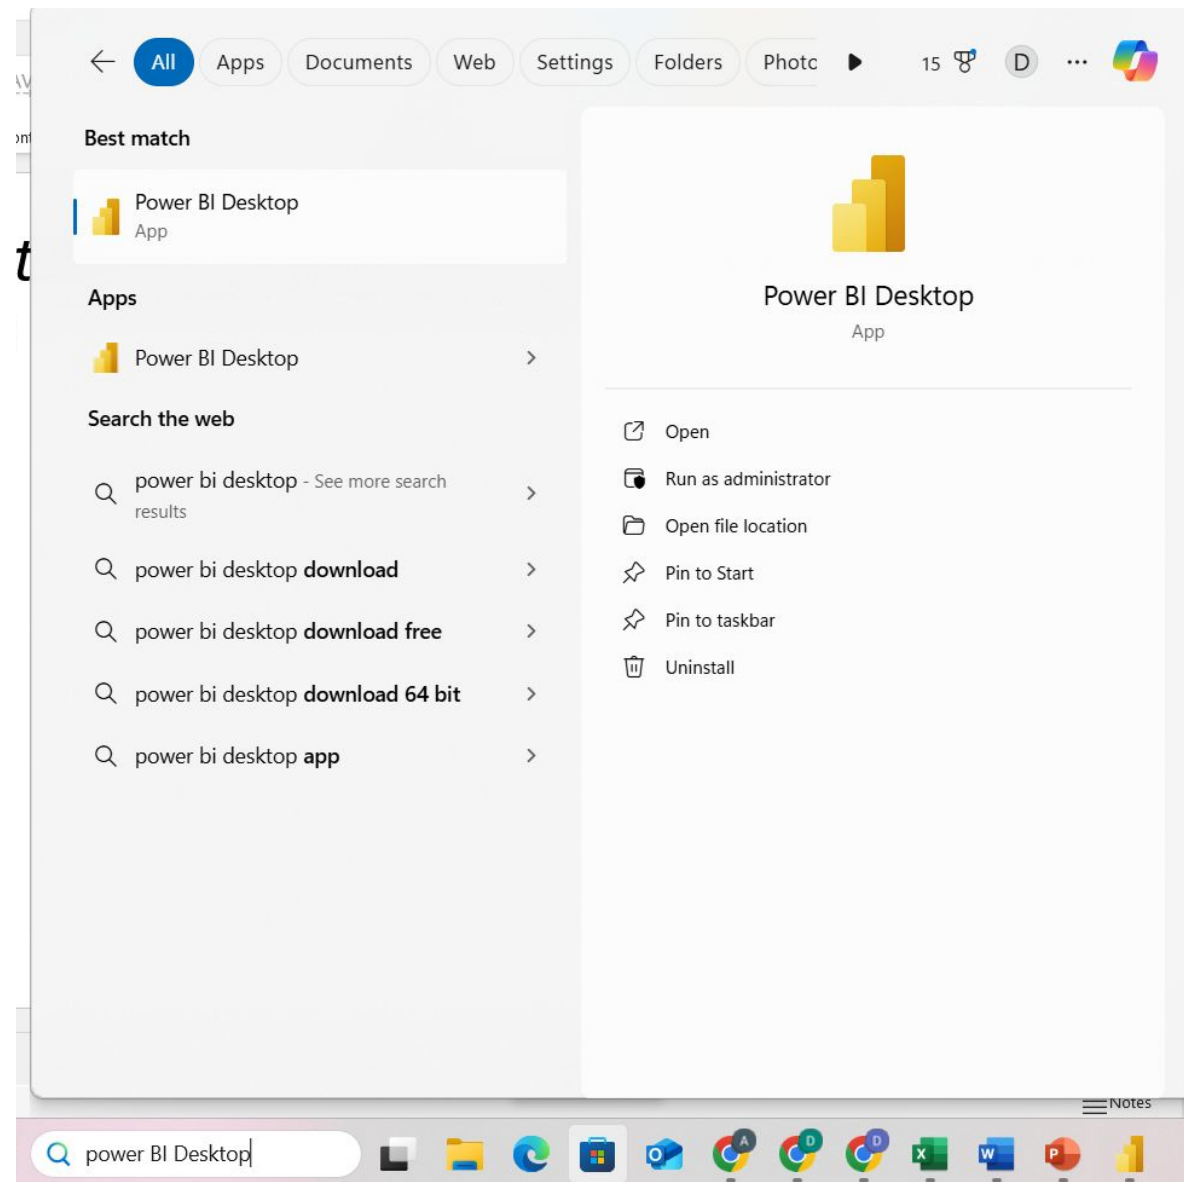 All Apps Documents Web Settings Folders Photo 15 D ...
Best match
Power BI Desktop
App
Apps
Power BI Desktop
Search the web
power bi desktop - See more search
results
power bi desktop download
power bi desktop download free
power bi desktop download 64 bit
power bi desktop app
Power BI Desktop
App
Open
Run as administrator
Open file location
Pin to Start
Pin to taskbar
Uninstall
t
Notes
power BI Desktop
A D D X W P